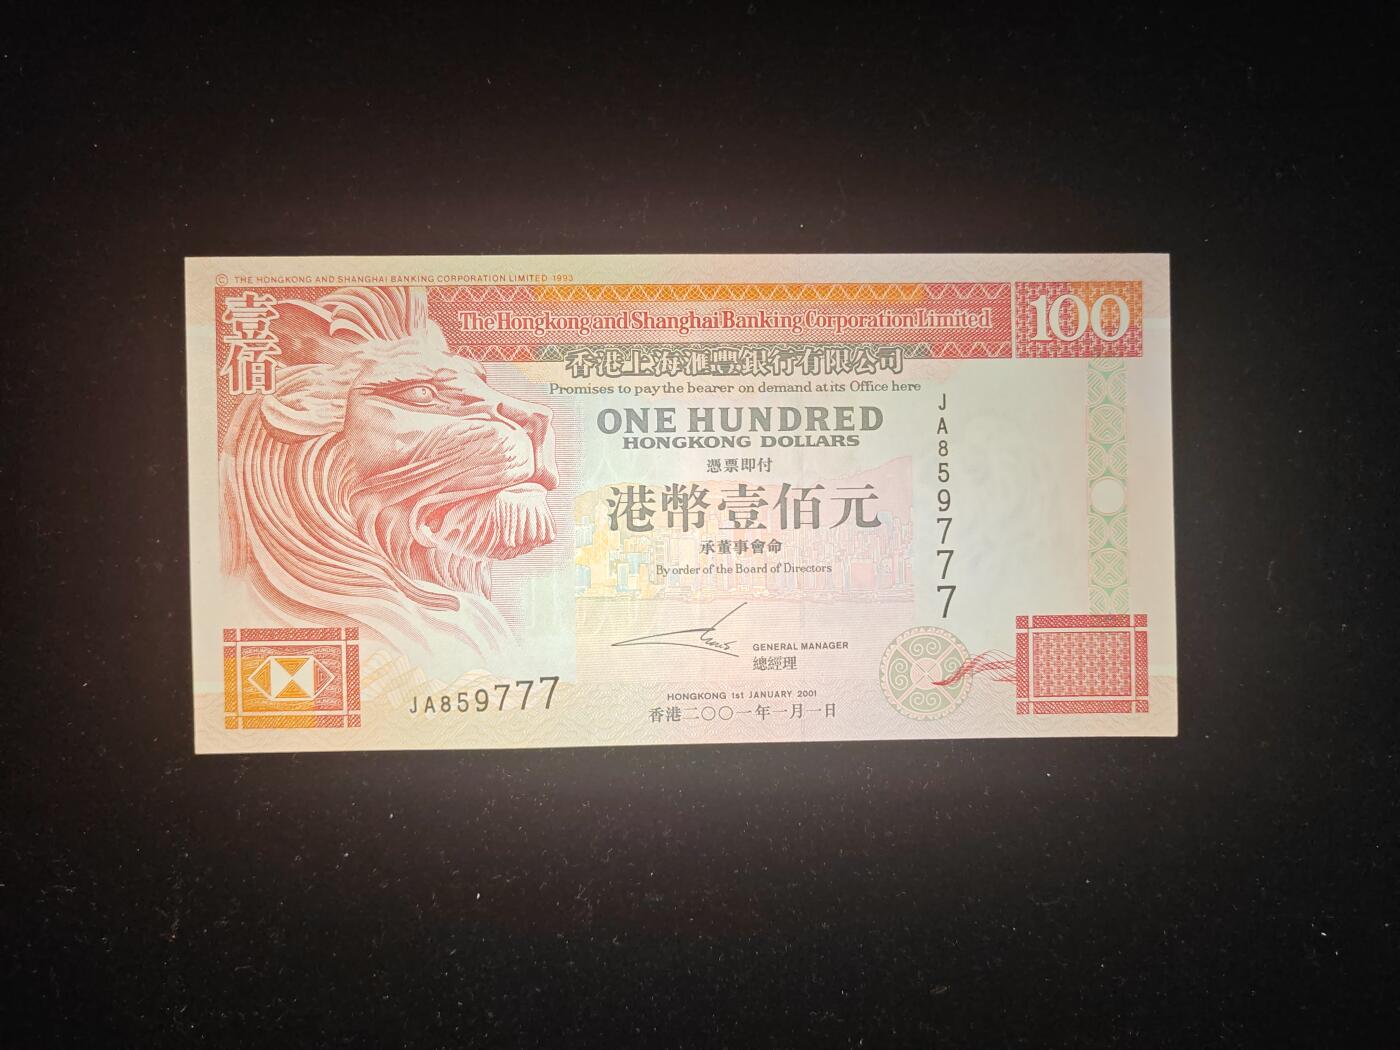 © THE HONGKONG AND SHANGHAI BANKING CORPORATION LIMITED 1993
壹佰
The Hongkong and Shanghai Banking Corporation Limited
100
香港上海滙豐銀行有限公司
Promises to pay the bearer on demand at its Office here
ONE HUNDRED
HONGKONG DOLLARS
憑票即付
港幣壹佰元
承董事會命
By order of the Board of Directors
JA859777
GENERAL MANAGER
總經理
JA859777
HONGKONG 1st JANUARY 2001
香港二〇〇一年一月一日